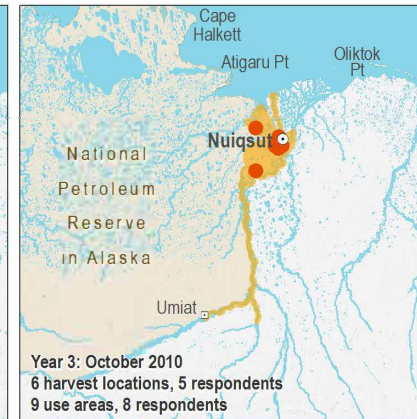 Cape
Halkett
Atigaru Pt
Oliktok
Pt
Nuiqsut
National
Petroleum
Reserve
in Alaska
Umiat
Year 3: October 2010
6 harvest locations, 5 respondents
9 use areas, 8 respondents